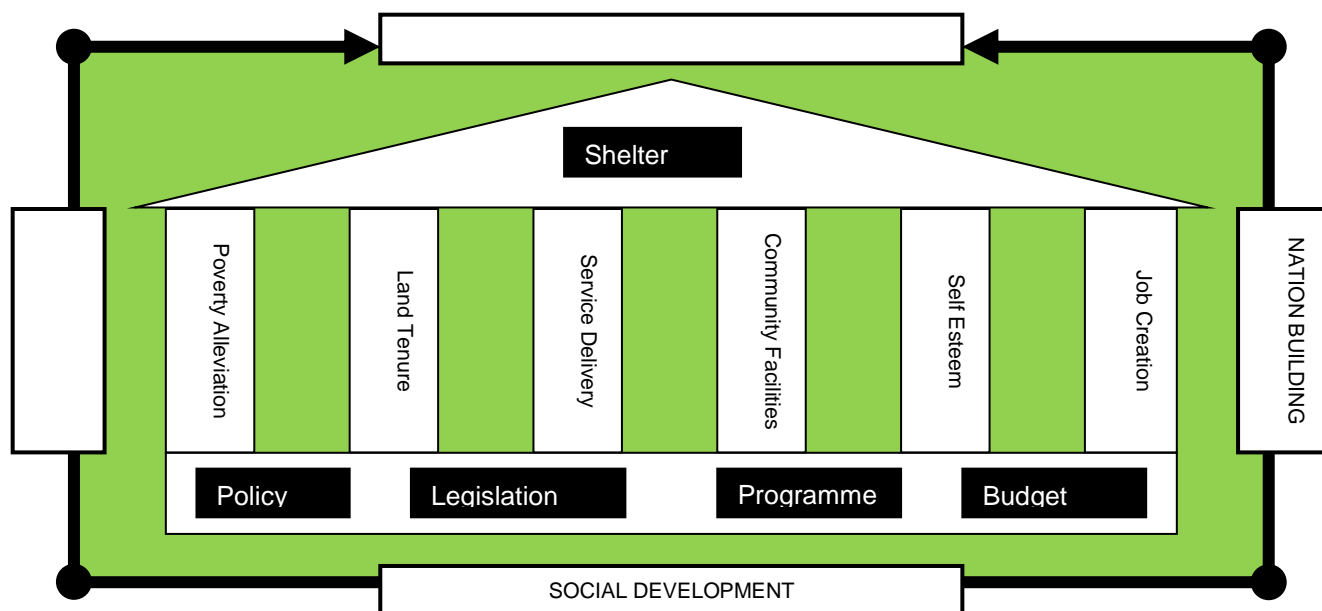 Shelter
Poverty Alleviation
Land Tenure
Service Delivery
Community Facilities
Self Esteem
Job Creation
NATION BUILDING
Policy
Legislation
Programme
Budget
SOCIAL DEVELOPMENT